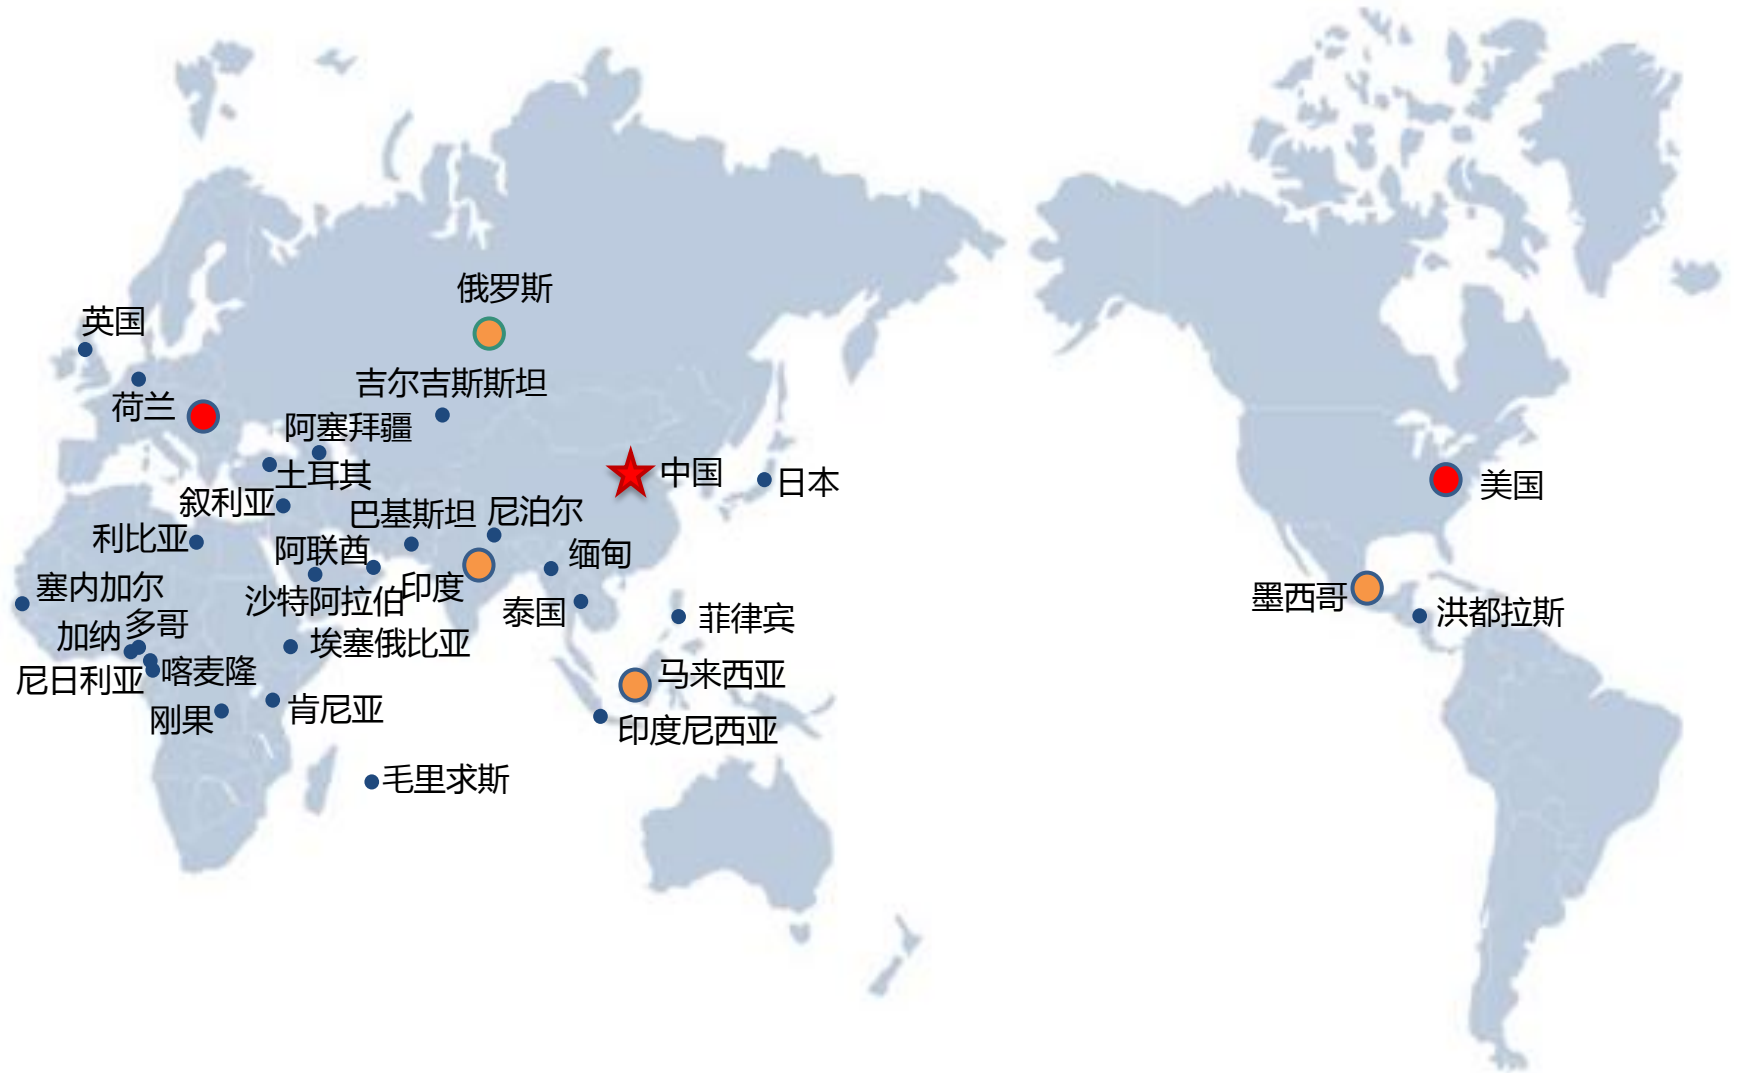 俄罗斯
英国
吉尔吉斯斯坦
荷兰
阿塞拜疆
土耳其
中国
日本
美国
叙利亚
巴基斯坦
尼泊尔
利比亚
阿联酋
缅甸
塞内加尔
沙特阿拉伯
印度
墨西哥
泰国
洪都拉斯
菲律宾
多哥
加纳
埃塞俄比亚
喀麦隆
马来西亚
尼日利亚
肯尼亚
刚果
印度尼西亚
毛里求斯